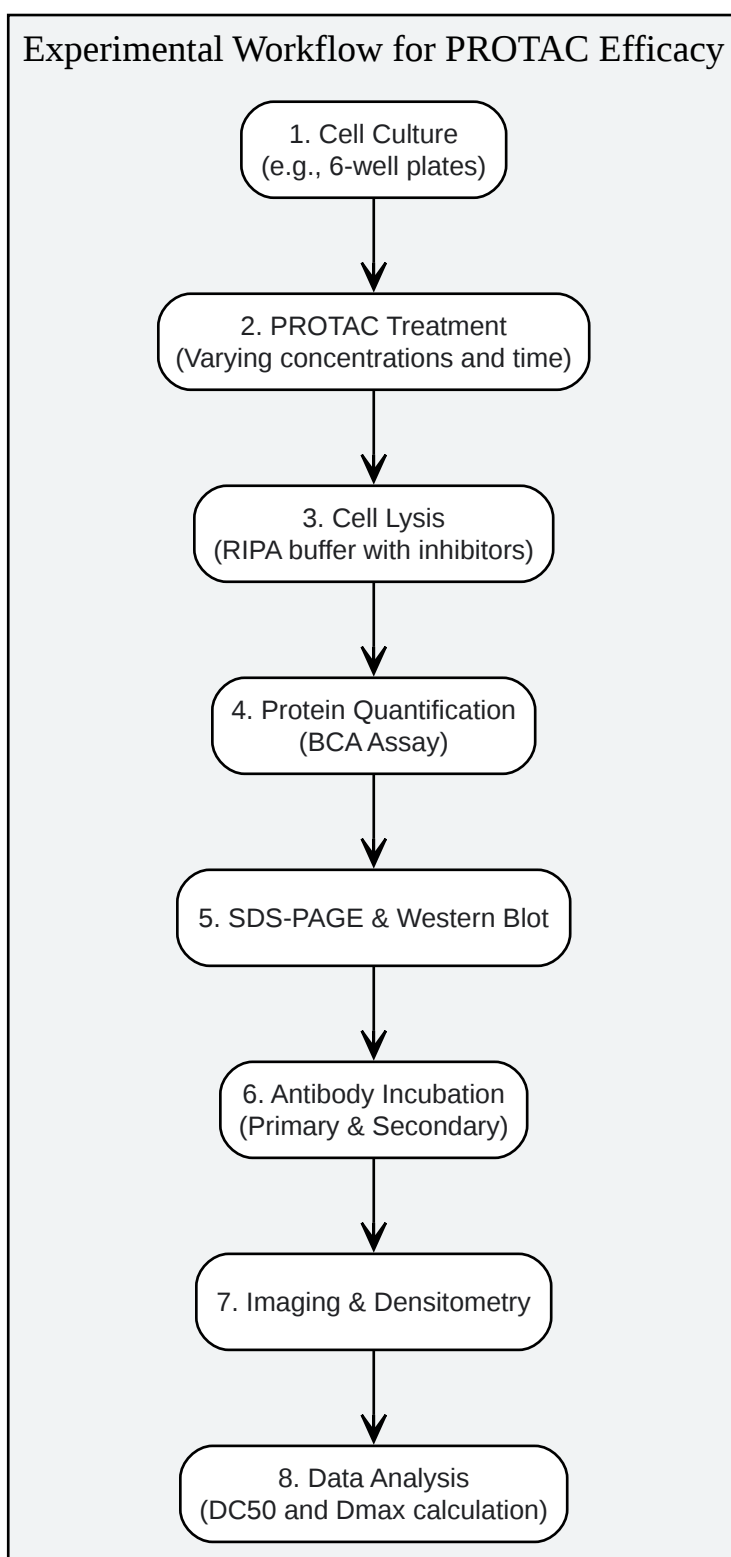 Experimental Workflow for PROTAC Efficacy
1. Cell Culture
(e.g., 6-well plates)
2. PROTAC Treatment
(Varying concentrations and time)
3. Cell Lysis
(RIPA buffer with inhibitors)
4. Protein Quantification
(BCA Assay)
5. SDS-PAGE & Western Blot
6. Antibody Incubation
(Primary & Secondary)
7. Imaging & Densitometry
8. Data Analysis
(DC50 and Dmax calculation)